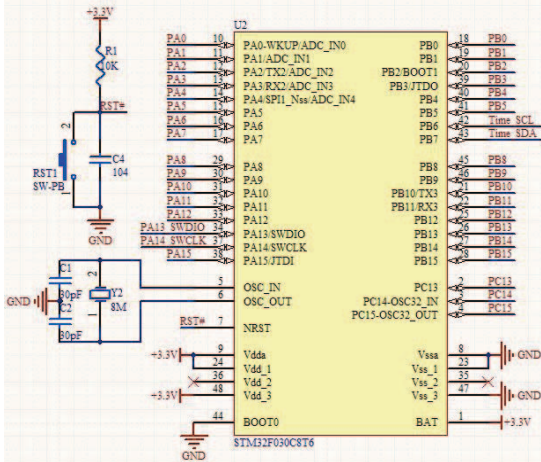 +3.3V
R1
10K
RST#
2
RST1
SW-PB
1
C4
104
GND
C1
30pF
GND
C2
30pF
2
Y2
8M
1
U2
PA0 10 PA0-WKUP/ADC_IN0 PB0 18 PB0
PA1 11 PA1/ADC_IN1 PB1 19 PB1
PA2 12 PA2/TX2/ADC_IN2 PB2/BOOT1 20 PB2
PA3 13 PA3/RX2/ADC_IN3 PB3/JTDO 39 PB3
PA4 14 PA4/SPI1_Nss/ADC_IN4 PB4 40 PB4
PA5 15 PA5 PB5 41 PB5
PA6 16 PA6 PB6 42 Time_SCL
PA7 17 PA7 PB7 43 Time_SDA
PA8 29 PA8 PB8 45 PB8
PA9 30 PA9 PB9 46 PB9
PA10 31 PA10 PB10/TX3 21 PB10
PA11 32 PA11 PB11/RX3 22 PB11
PA12 33 PA12 PB12 25 PB12
PA13_SWDIO 34 PA13/SWDIO PB13 26 PB13
PA14_SWCLK 37 PA14/SWCLK PB14 27 PB14
PA15 38 PA15/JTDI PB15 28 PB15
5 OSC_IN PC13 2 PC13
6 OSC_OUT PC14-OSC32_IN 3 PC14
PC15-OSC32_OUT 4 PC15
RST# 7 NRST
+3.3V 9 Vdda Vssa 8 GND
24 Vdd_1 Vss_1 23
36 Vdd_2 Vss_2 35
+3.3V 48 Vdd_3 Vss_3 47 GND
44 BOOT0 BAT 1 +3.3V
GND
STM32F030C8T6